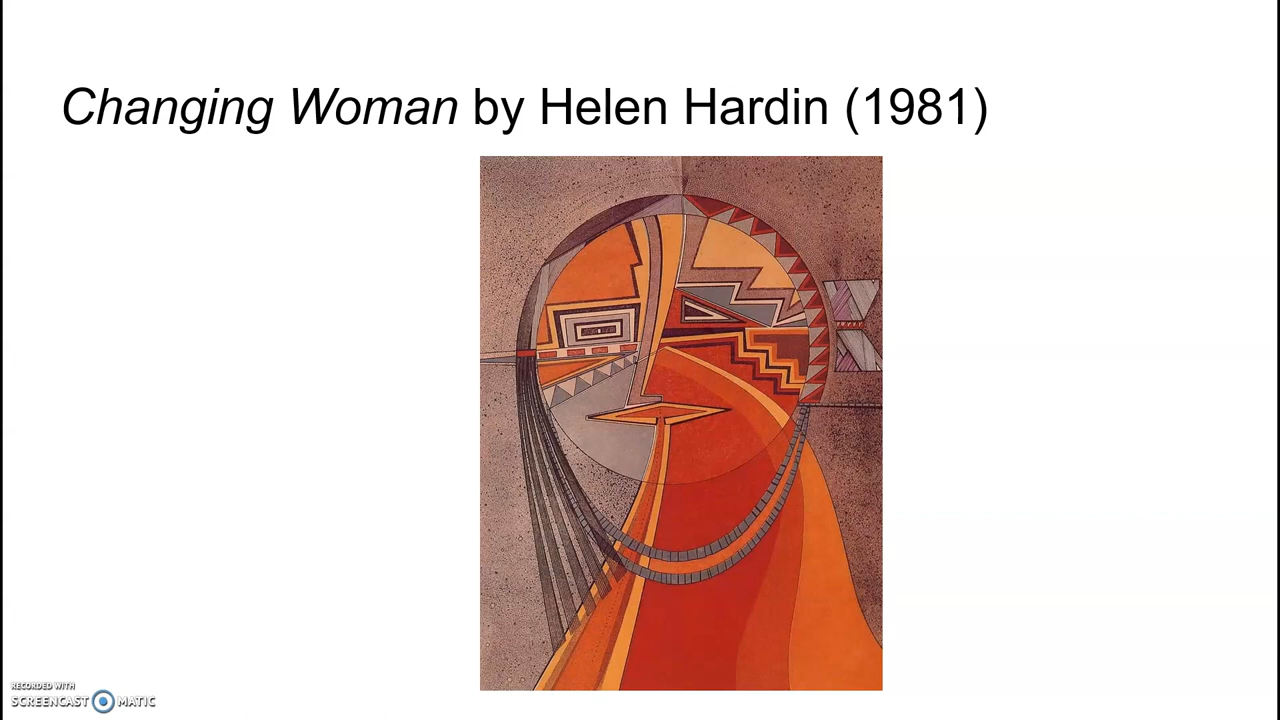 Changing Woman by Helen Hardin (1981)
RECORDED WITH
SCREENCAST MATIC